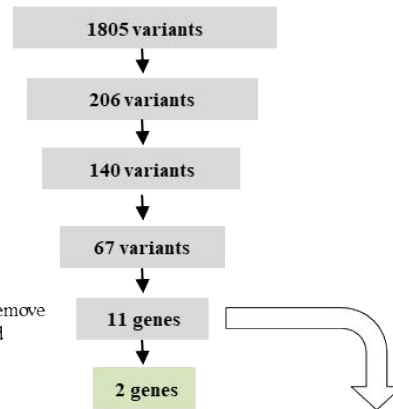 1805 variants
206 variants
140 variants
67 variants
11 genes
2 genes